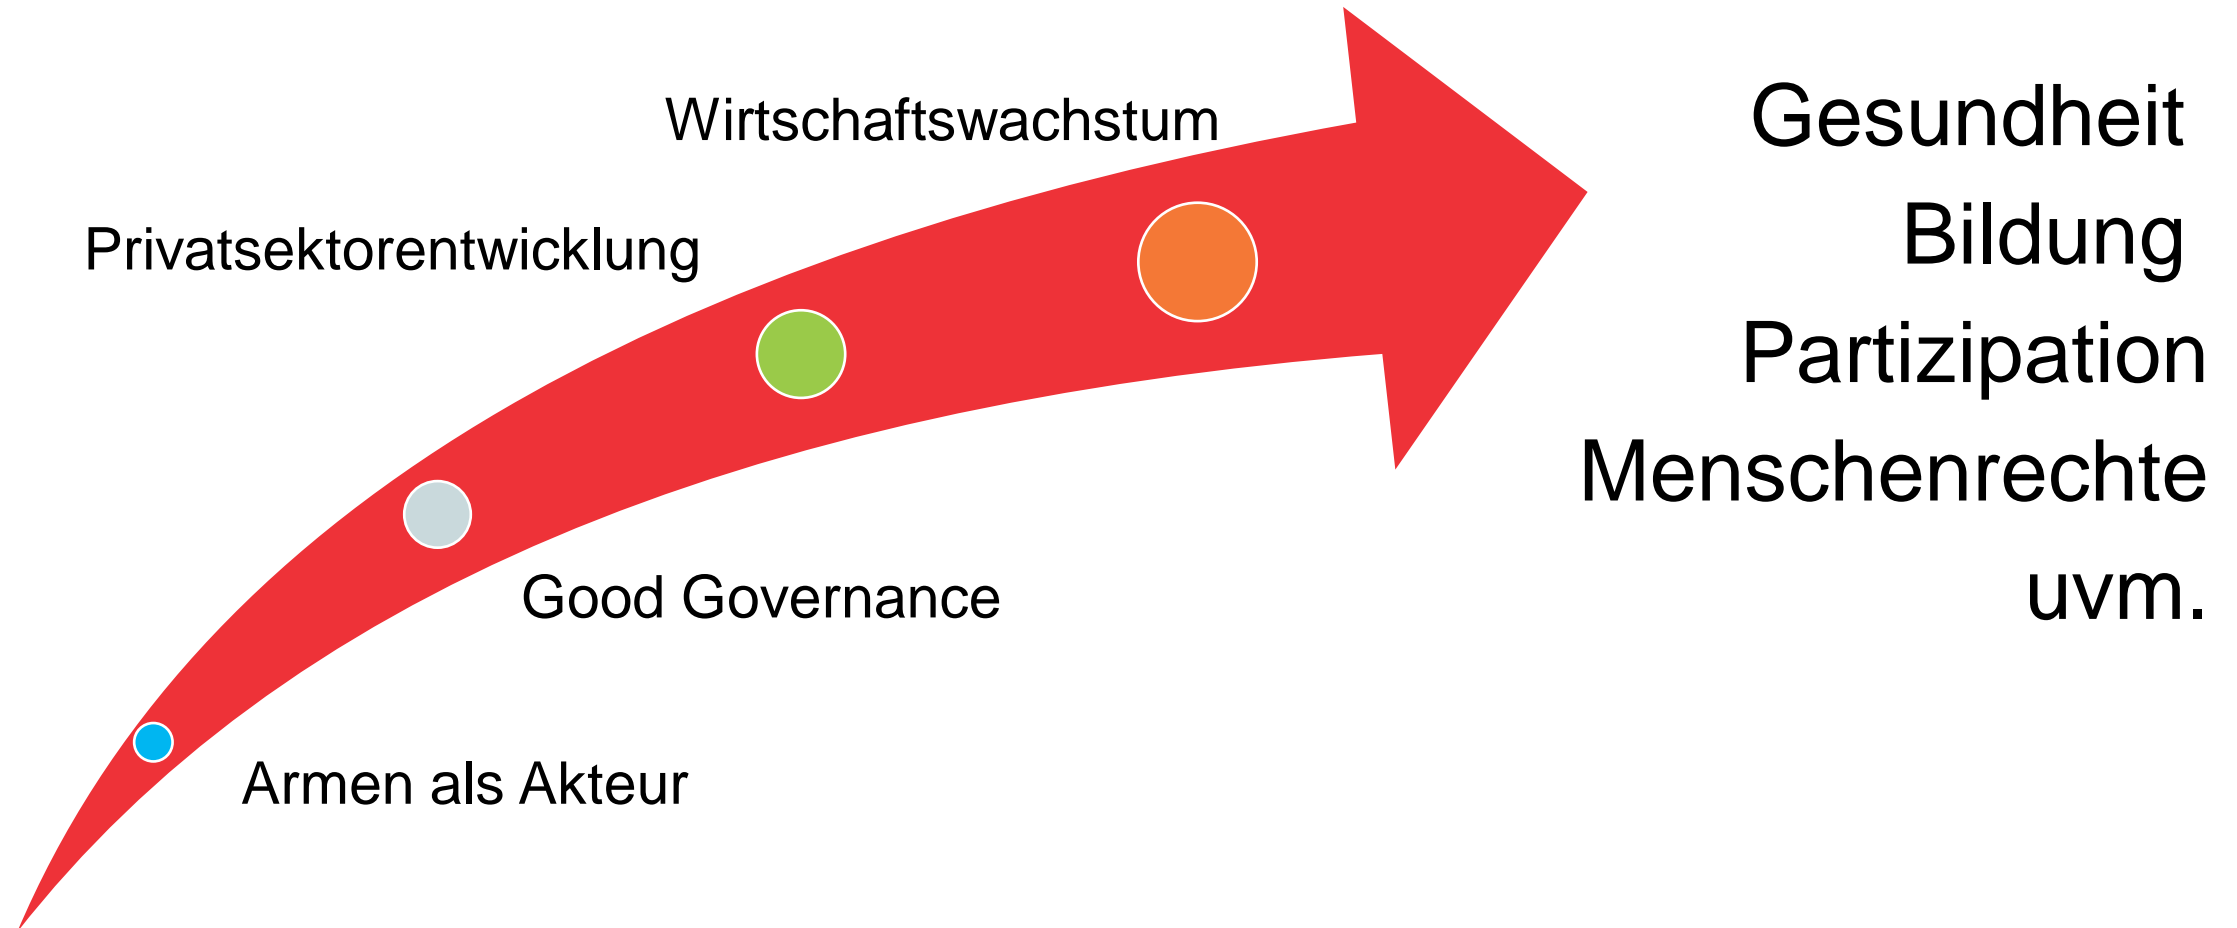 Wirtschaftswachstum
Privatsektorentwicklung
Good Governance
Armen als Akteur
Gesundheit
Bildung
Partizipation
Menschenrechte
uvm.